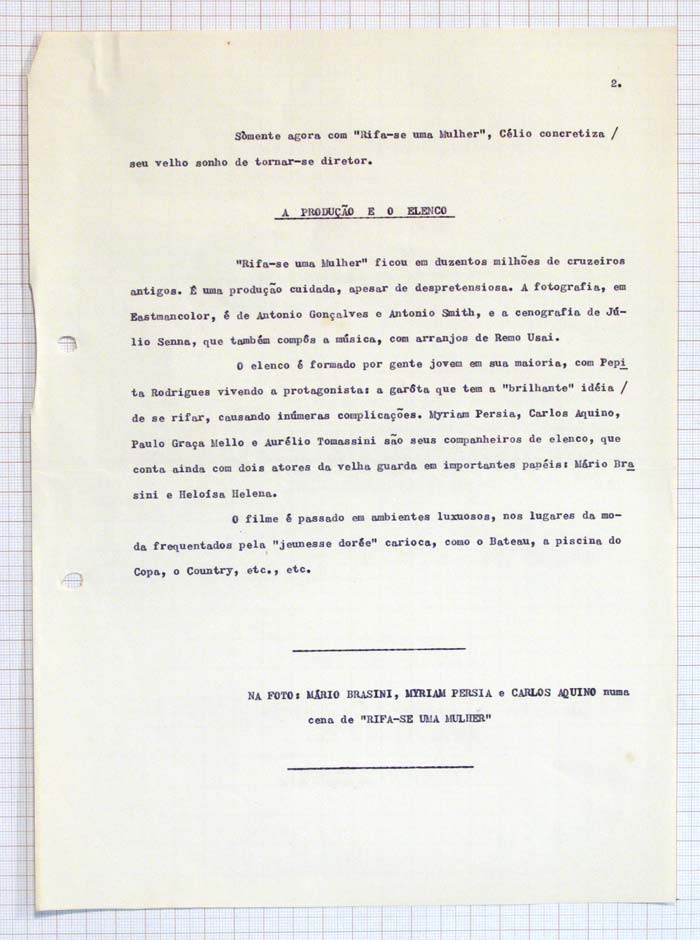 2.
Sòmente agora com "Rifa-se uma Mulher", Célio concretiza /
seu velho sonho de tornar-se diretor.
A PRODUÇÃO E O ELENCO
"Rifa-se uma Mulher" ficou em duzentos milhões de cruzeiros
antigos. É uma produção cuidada, apesar de despretensiosa. A fotografia, em
Eastmancolor, é de Antonio Gonçalves e Antonio Smith, e a cenografia de Jú-
lio Senna, que também compôs a música, com arranjos de Remo Usai.
O elenco é formado por gente jovem em sua maioria, com Pepi
ta Rodrigues vivendo a protagonista: a garôta que tem a "brilhante" idéia /
de se rifar, causando inúmeras complicações. Myriam Persia, Carlos Aquino,
Paulo Graça Mello e Aurélio Tomassini são seus companheiros de elenco, que
conta ainda com dois atores da velha guarda em importantes papéis: Mário Bra
sini e Heloísa Helena.
O filme é passado em ambientes luxuosos, nos lugares da mo-
da frequentados pela "jeunesse dorée" carioca, como o Bateau, a piscina do
Copa, o Country, etc., etc.
NA FOTO: MÁRIO BRASINI, MYRIAM PERSIA e CARLOS AQUINO numa
cena de "RIFA-SE UMA MULHER"